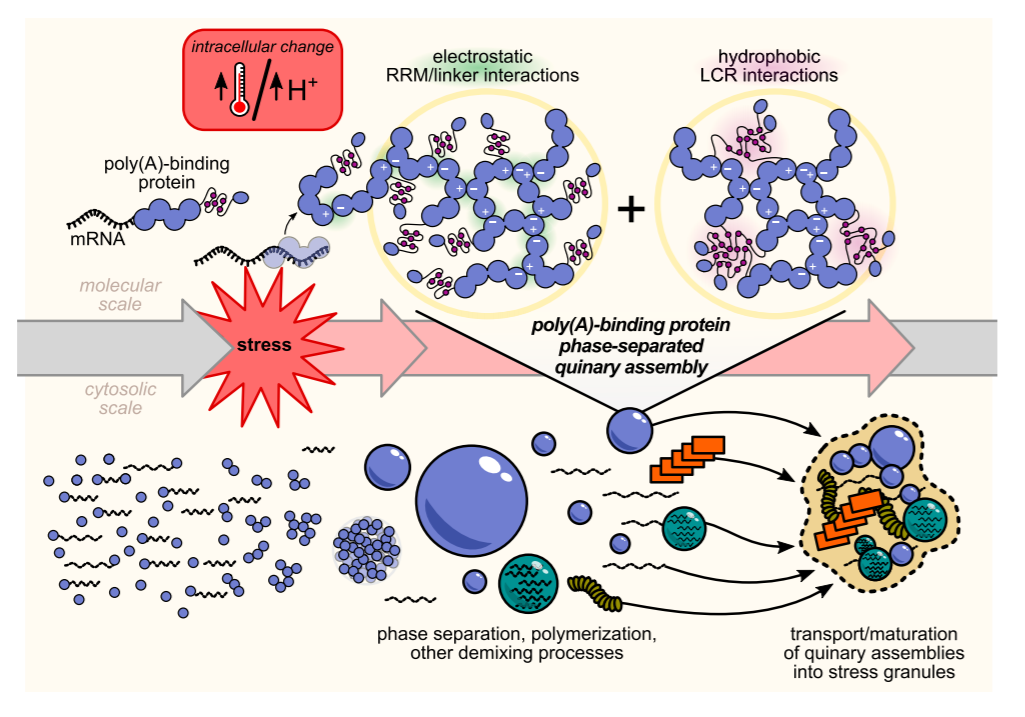 intracellular change
H+
electrostatic
RRM/linker interactions
hydrophobic
LCR interactions
poly(A)-binding
protein
mRNA
+
molecular
scale
stress
poly(A)-binding protein
phase-separated
quinary assembly
cytosolic
scale
phase separation, polymerization,
other demixing processes
transport/maturation
of quinary assemblies
into stress granules